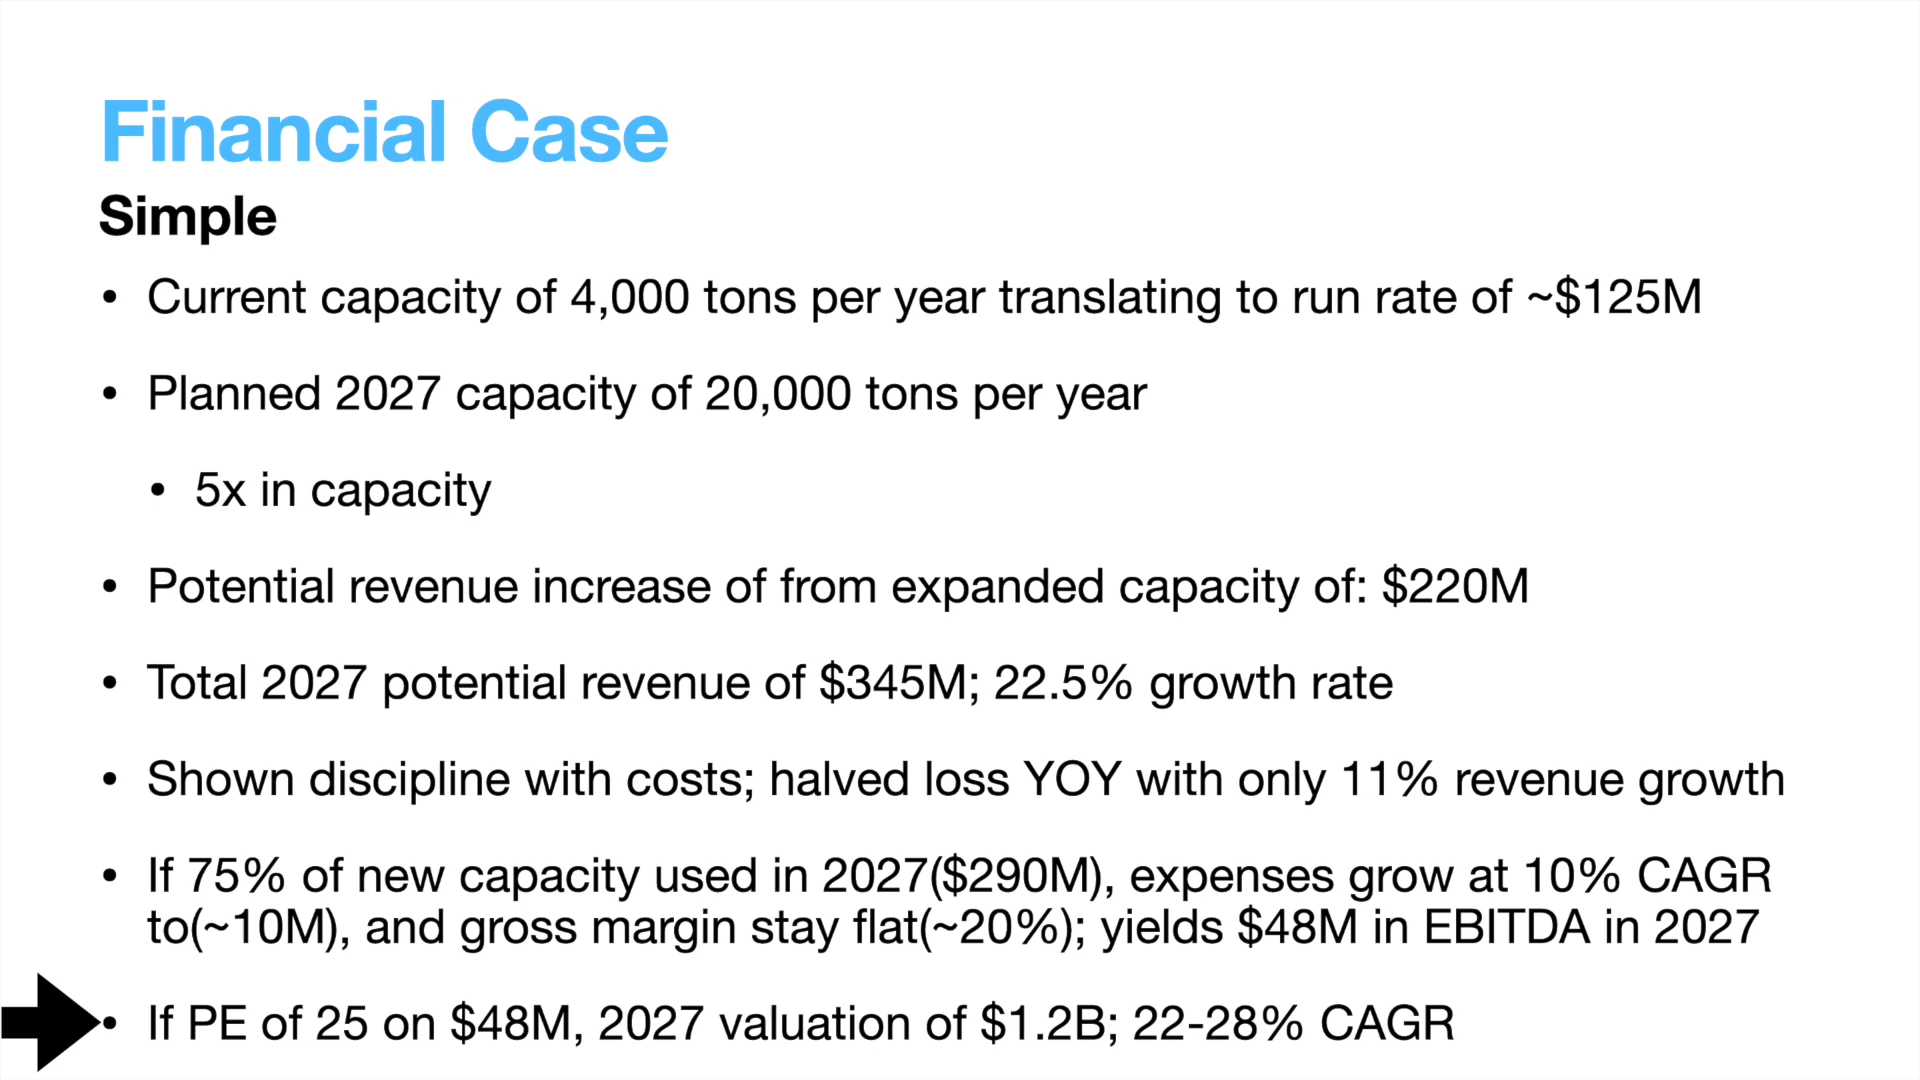 Financial Case
Simple
• Current capacity of 4,000 tons per year translating to run rate of ~$125M
• Planned 2027 capacity of 20,000 tons per year
• 5x in capacity
• Potential revenue increase of from expanded capacity of: $220M
• Total 2027 potential revenue of $345M; 22.5% growth rate
• Shown discipline with costs; halved loss YOY with only 11% revenue growth
• If 75% of new capacity used in 2027($290M), expenses grow at 10% CAGR
to(~10M), and gross margin stay flat(~20%); yields $48M in EBITDA in 2027
• If PE of 25 on $48M, 2027 valuation of $1.2B; 22-28% CAGR